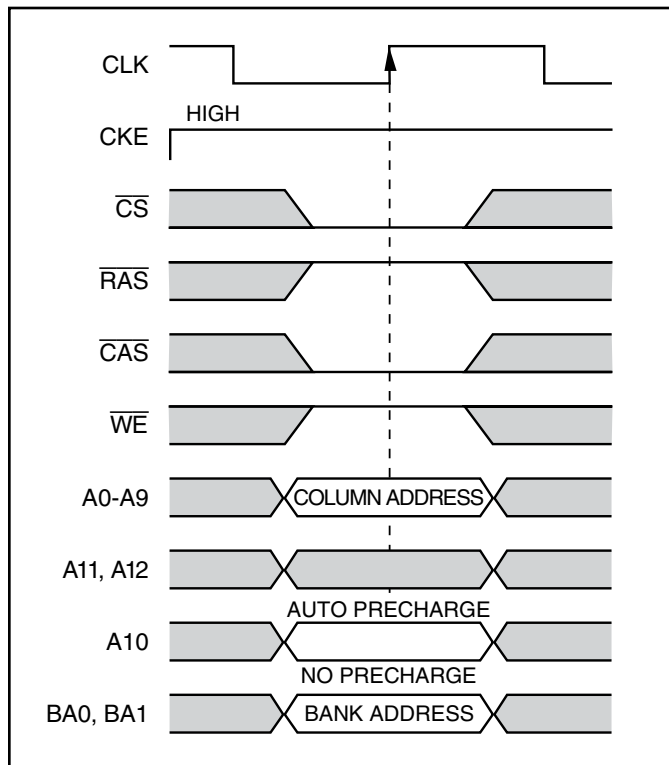 CLK
HIGH
CKE
CS
RAS
CAS
WE
A0-A9 COLUMN ADDRESS
A11, A12
AUTO PRECHARGE
A10
NO PRECHARGE
BA0, BA1 BANK ADDRESS